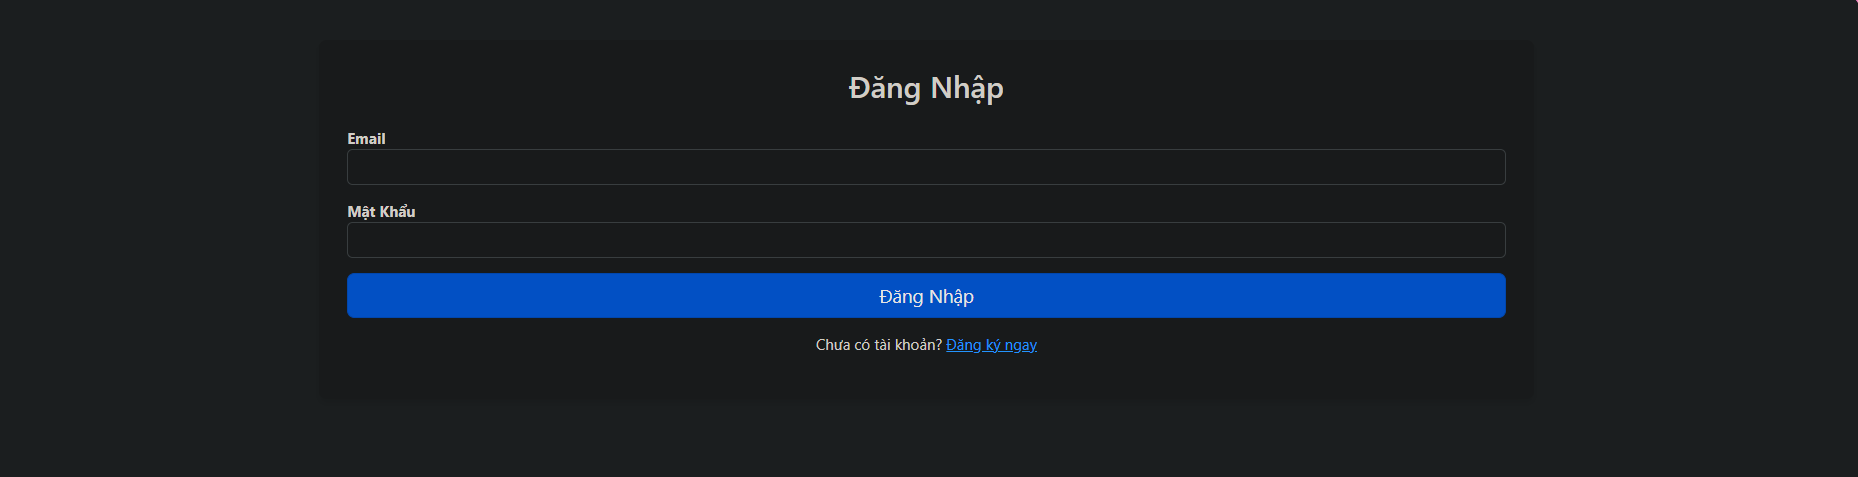 Đăng Nhập
Email
Mật Khẩu
Đăng Nhập
Chưa có tài khoản? Đăng ký ngay